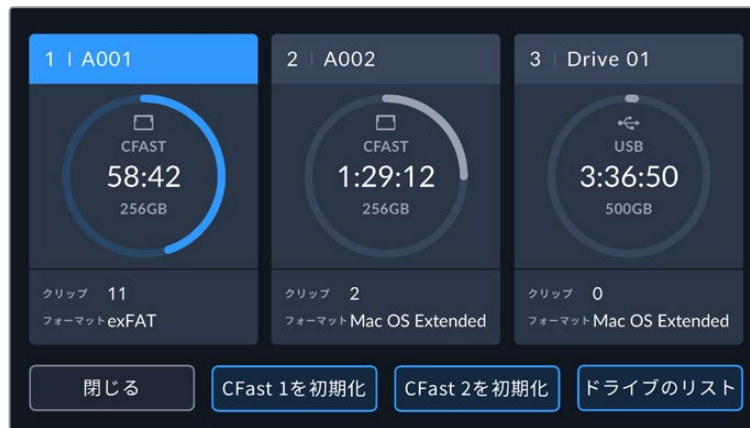 1 | A001
CFAST
58:42
256GB
クリップ 11
フォーマット exFAT
2 | A002
CFAST
1:29:12
256GB
クリップ 2
フォーマット Mac OS Extended
3 | Drive 01
USB
3:36:50
500GB
クリップ 0
フォーマット Mac OS Extended
閉じる
CFast 1を初期化
CFast 2を初期化
ドライブのリスト